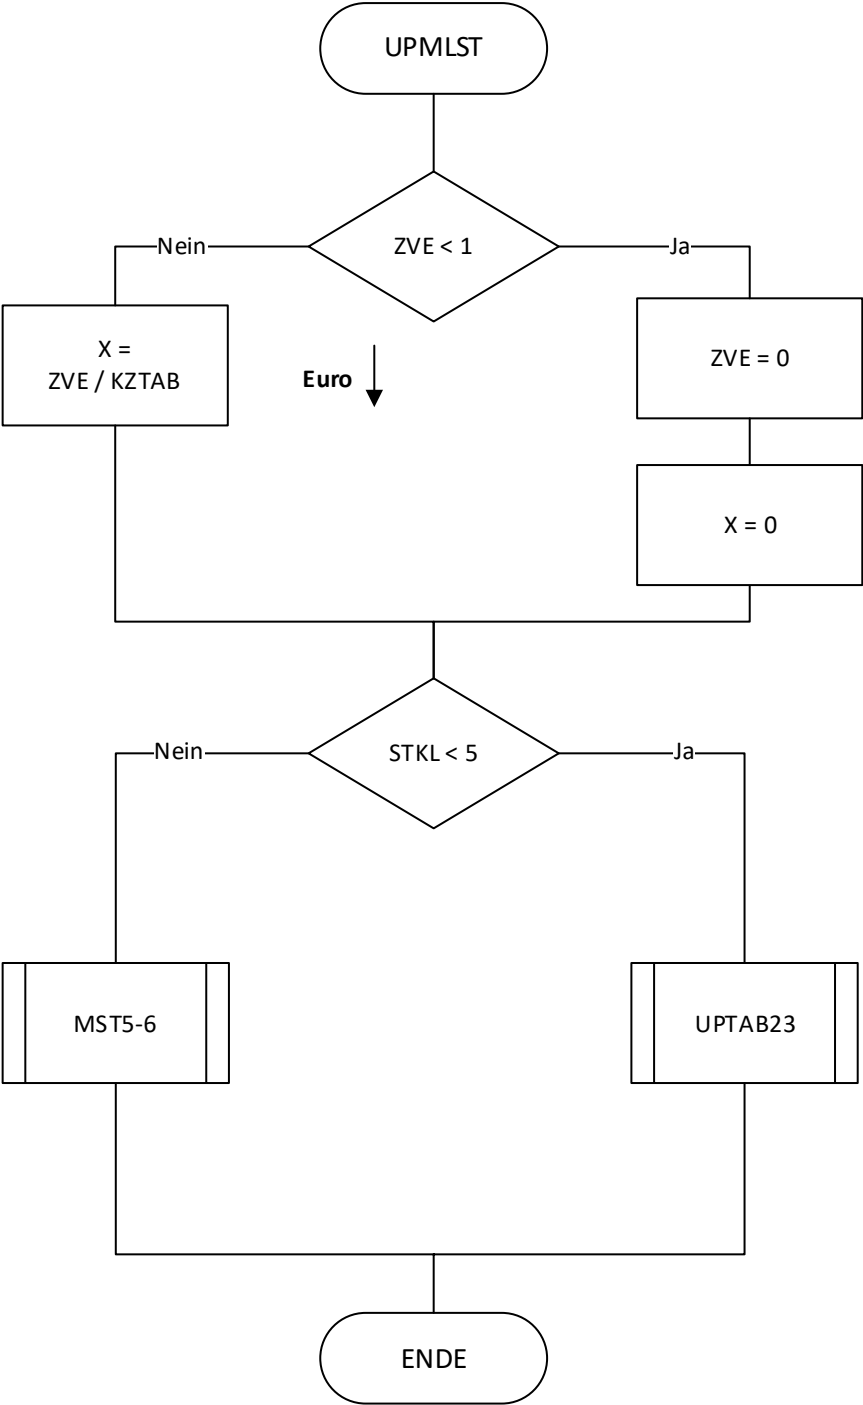 UPMLST
Nein
ZVE < 1
Ja
X =
ZVE / KZTAB
Euro
ZVE = 0
X = 0
Nein
STKL < 5
Ja
MST5-6
UPTAB23
ENDE